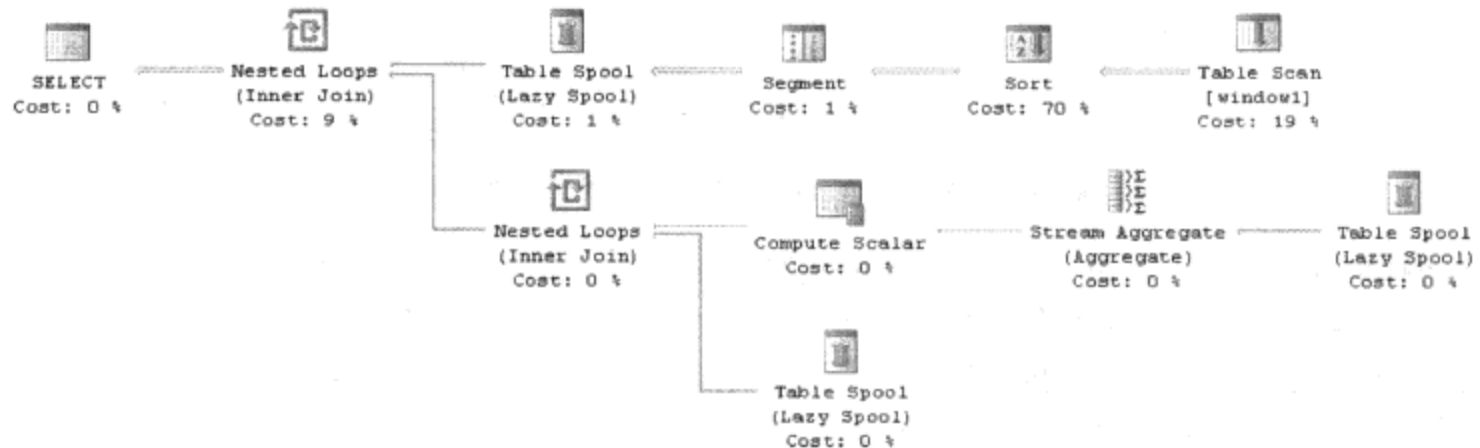 SELECT
Cost: 0 %
Nested Loops
(Inner Join)
Cost: 9 %
Table Spool
(Lazy Spool)
Cost: 1 %
Segment
Cost: 1 %
Sort
Cost: 70 %
Table Scan
[window1]
Cost: 19 %
Nested Loops
(Inner Join)
Cost: 0 %
Compute Scalar
Cost: 0 %
Stream Aggregate
(Aggregate)
Cost: 0 %
Table Spool
(Lazy Spool)
Cost: 0 %
Table Spool
(Lazy Spool)
Cost: 0 %